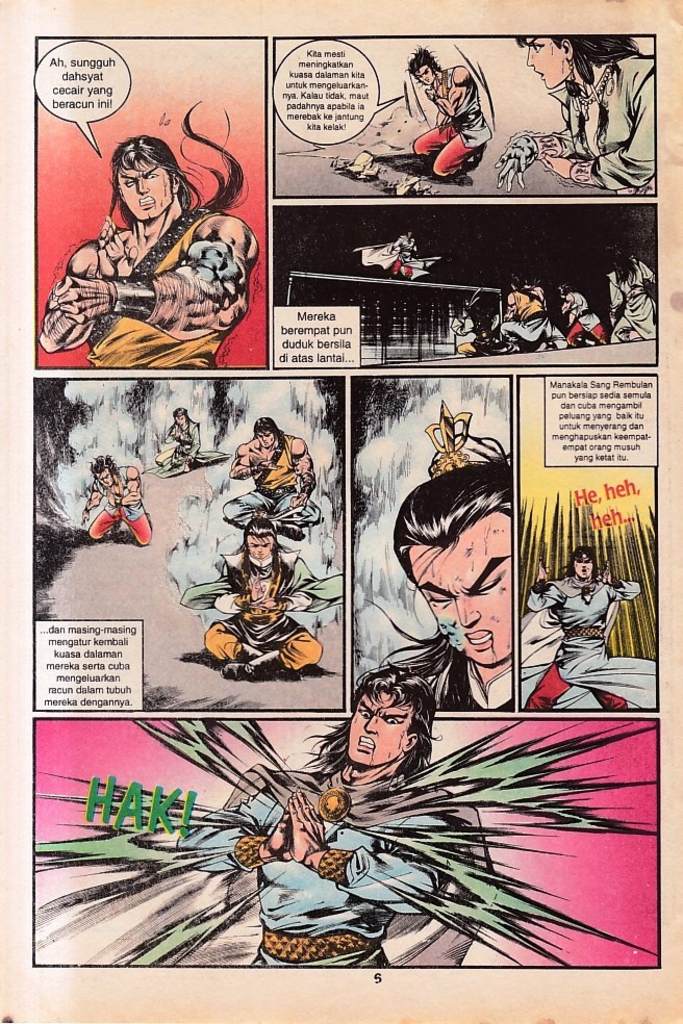 Ah, sungguh
dahsyat
cecair yang
beracun ini!
Kita mesti
meningkatkan
kuasa dalaman kita
untuk mengeluarkan-
nya. Kalau tidak, maut
padahnya apabila ia
merebak ke jantung
kita kelak!
Mereka
berempat pun
duduk bersila
di atas lantai...
...dan masing-masing
mengatur kembali
kuasa dalaman
mereka serta cuba
mengeluarkan
racun dalam tubuh
mereka dengannya.
Manakala Sang Rembulan
pun bersiap sedia semula
dan cuba mengambil
peluang yang baik itu
untuk menyerang dan
menghapuskan keempat-
empat orang musuh
yang ketat itu.
He, heh,
heh...
HAK!
5